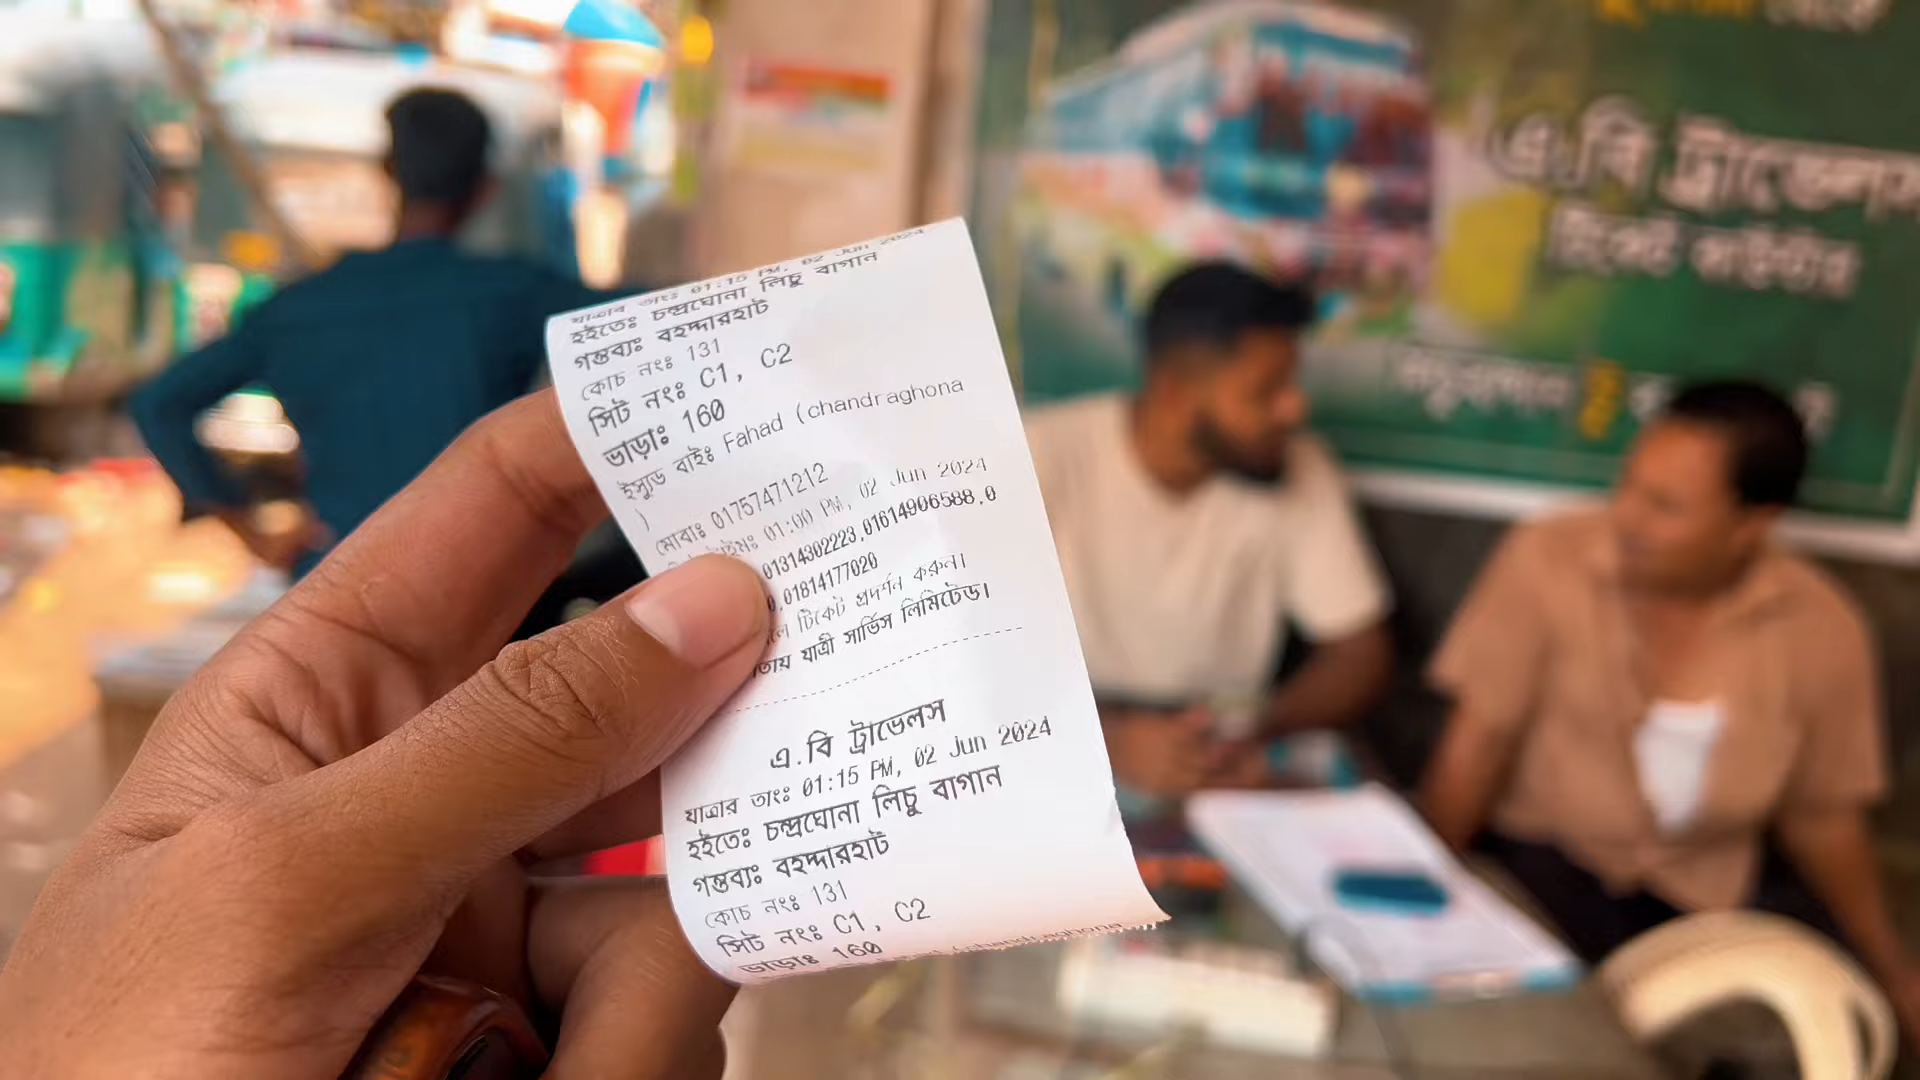 যাত্রার তাংঃ 01:15 PM, 02 Jun 2024
হইতেঃ চন্দ্রঘোনা লিচু বাগান
গন্তব্যঃ বহদ্দারহাট
কোচ নংঃ 131
সিট নংঃ C1, C2
ভাড়াঃ 160
ইস্যুড বাইঃ Fahad (chandraghona
)
মোবাঃ 01757471212
01:00 PM, 02 Jun 2024
01314302223,01614906588,0
01814177020
টিকেট প্রদর্শন করুন।
যাত্রী সার্ভিস লিমিটেড।
এ.বি ট্রাভেলস
যাত্রার তাংঃ 01:15 PM, 02 Jun 2024
হইতেঃ চন্দ্রঘোনা লিচু বাগান
গন্তব্যঃ বহদ্দারহাট
কোচ নংঃ 131
সিট নংঃ C1, C2
ভাড়াঃ 160
(chandraghona
এ.বি ট্রাভেলস
টিকেট কাউন্টার